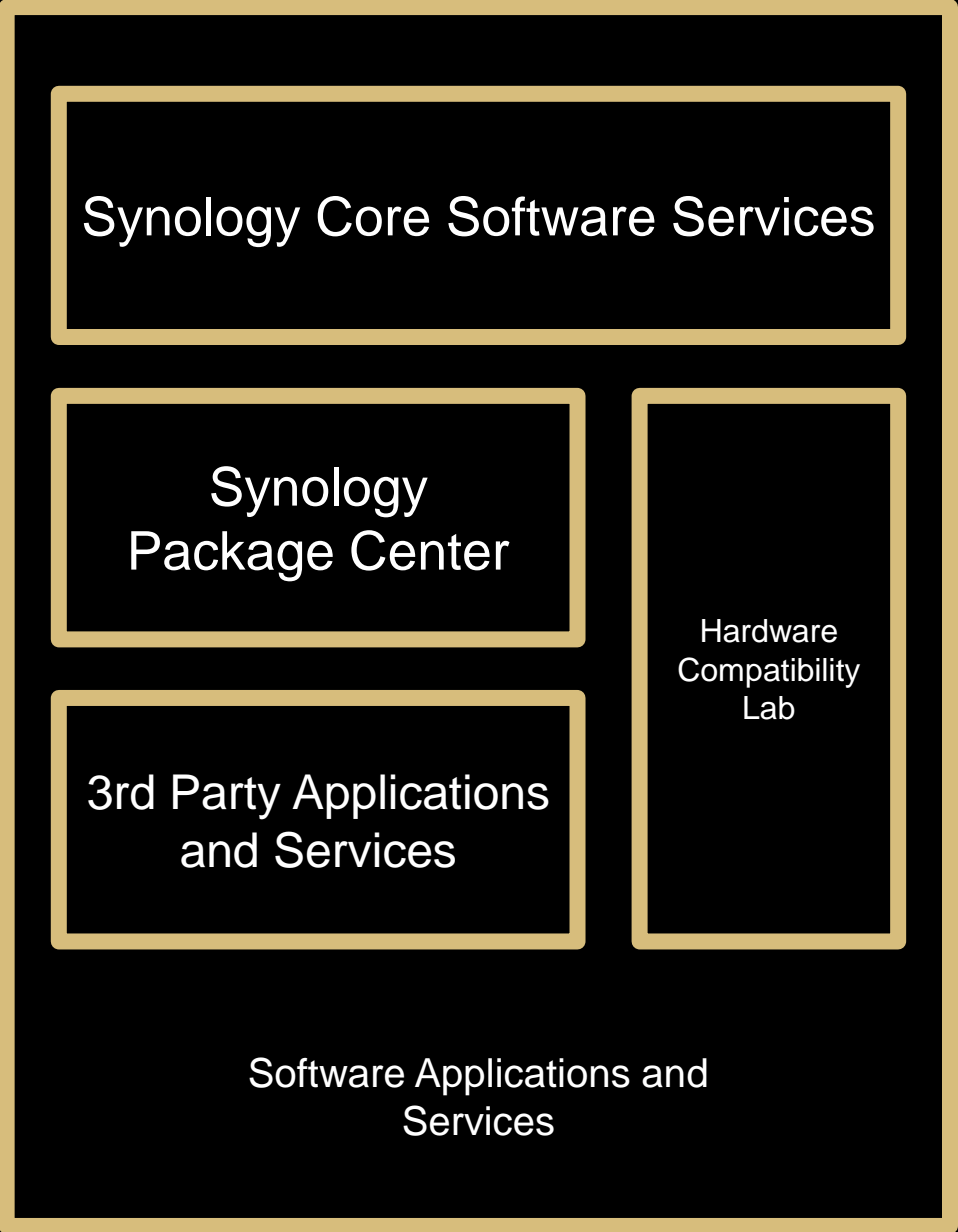 Synology Core Software Services
Synology
Package Center
Hardware
Compatibility
Lab
3rd Party Applications
and Services
Software Applications and
Services